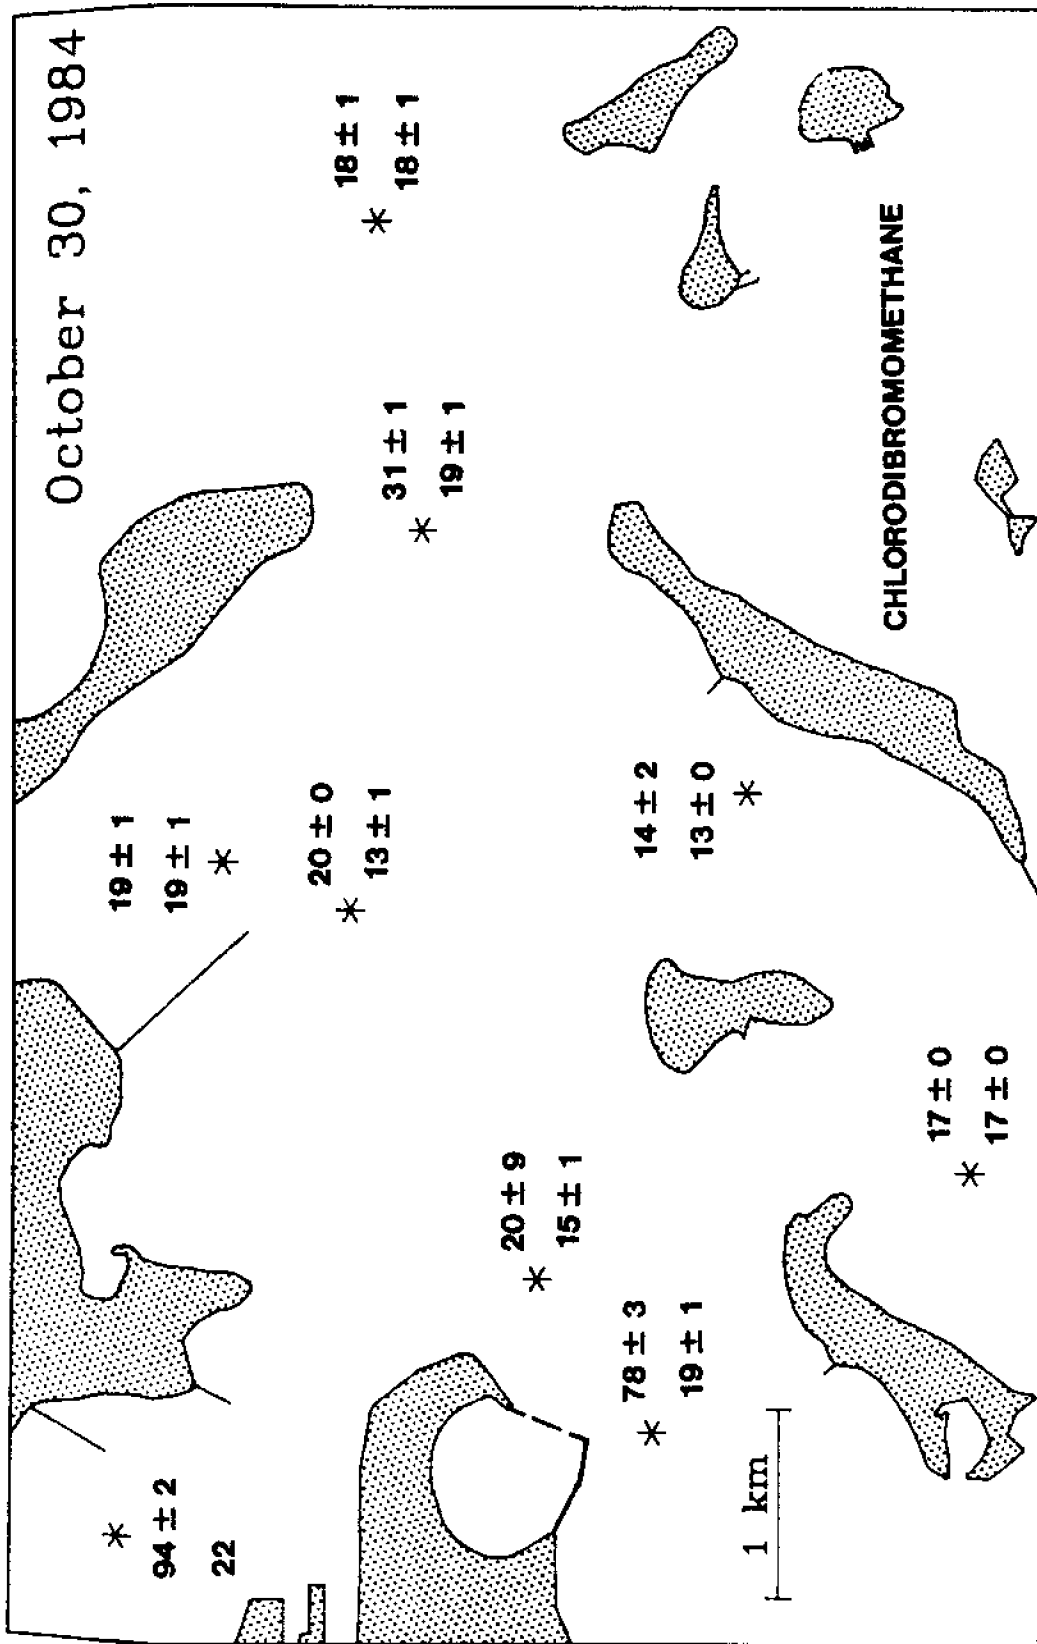 October 30, 1984
94 ± 2
22
19 ± 1
19 ± 1
20 ± 0
13 ± 1
31 ± 1
19 ± 1
18 ± 1
18 ± 1
20 ± 9
15 ± 1
78 ± 3
19 ± 1
14 ± 2
13 ± 0
17 ± 0
17 ± 0
1 km
CHLORODIBROMOMETHANE